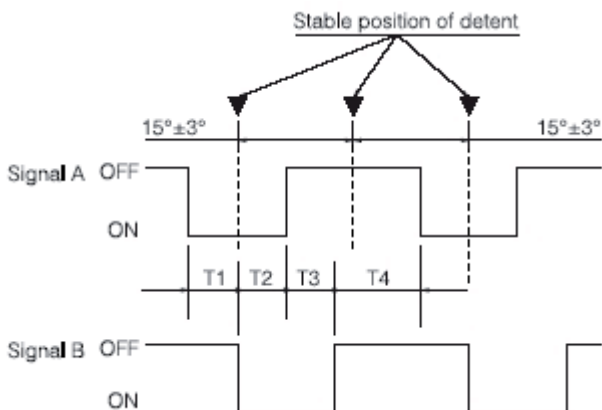 Stable position of detent
15°±3° 15°±3°
Signal A OFF
ON
T1 T2 T3 T4
Signal B OFF
ON